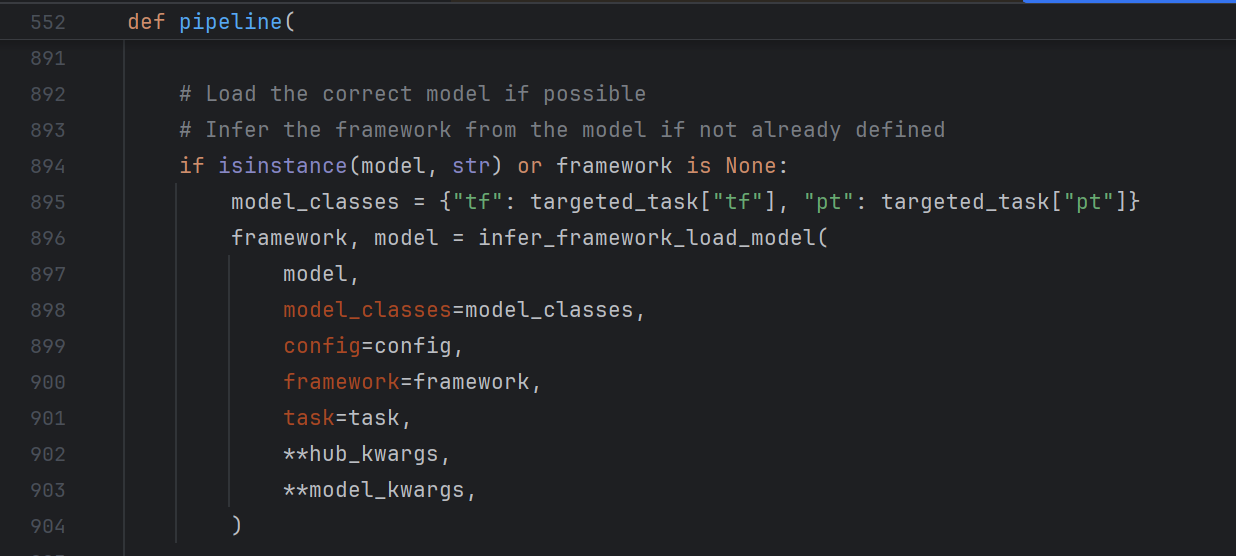 552 def pipeline(
891
892 # Load the correct model if possible
893 # Infer the framework from the model if not already defined
894 if isinstance(model, str) or framework is None:
895 model_classes = {"tf": targeted_task["tf"], "pt": targeted_task["pt"]}
896 framework, model = infer_framework_load_model(
897 model,
898 model_classes=model_classes,
899 config=config,
900 framework=framework,
901 task=task,
902 **hub_kwargs,
903 **model_kwargs,
904 )